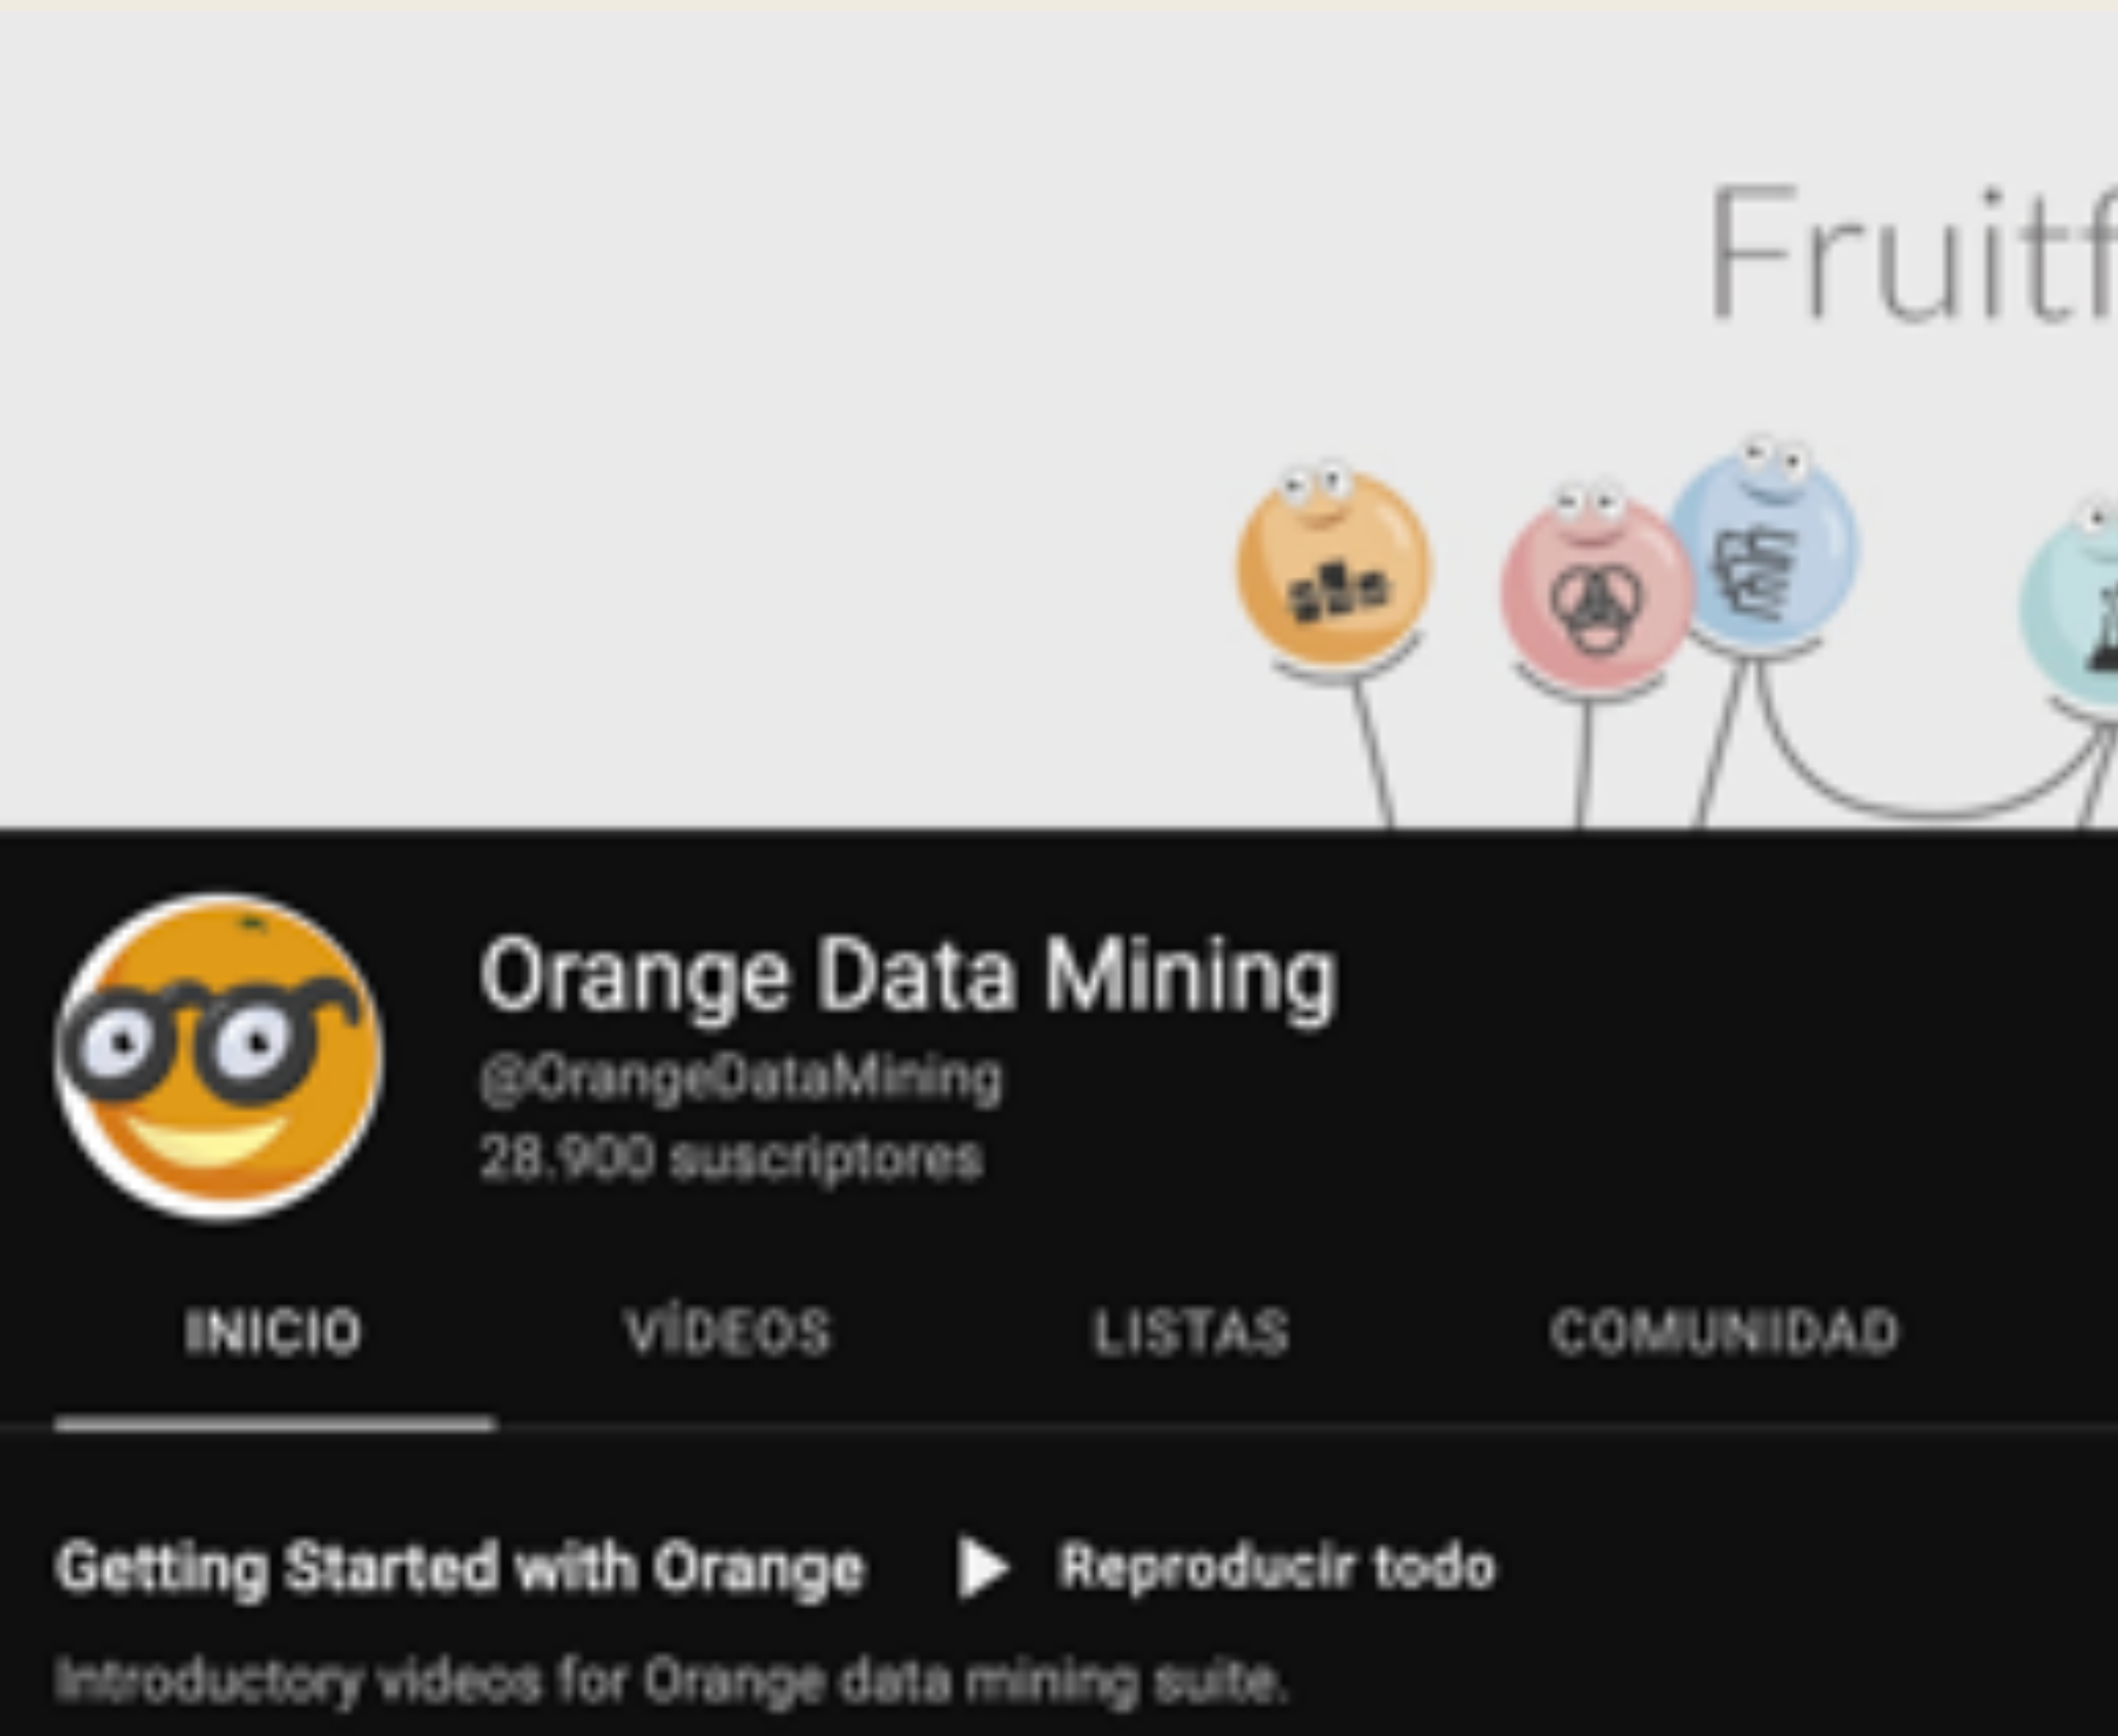 Fruitf
Orange Data Mining
@OrangeDataMining
28.900 suscriptores
INICIO VÍDEOS LISTAS COMUNIDAD
Getting Started with Orange Reproducir todo
Introductory videos for Orange data mining suite.